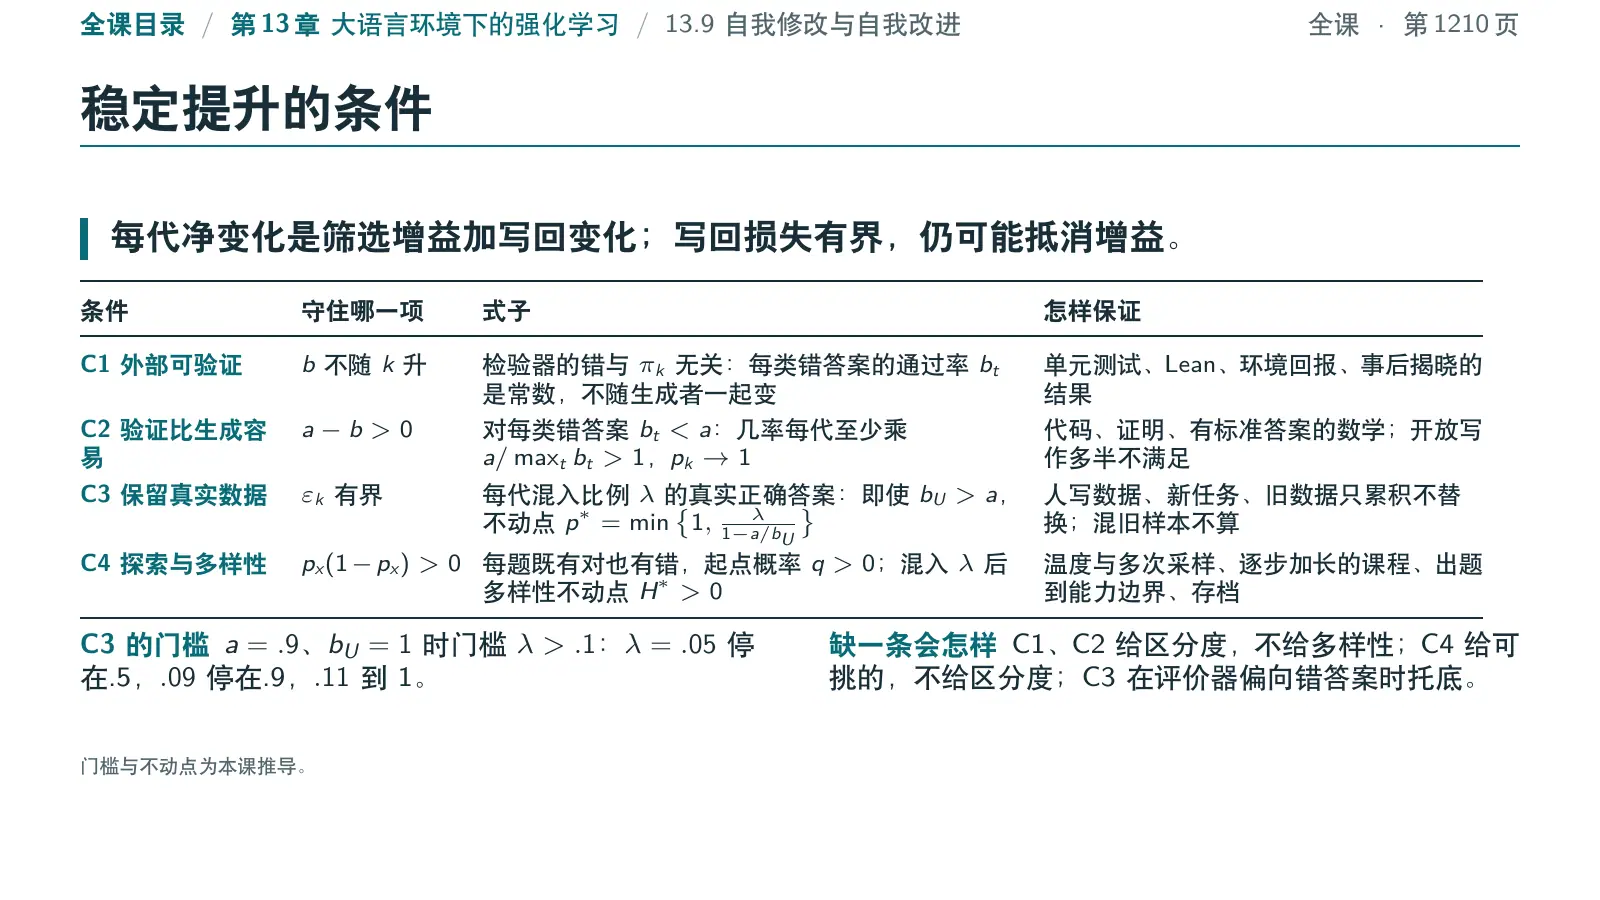 全课目录 / 第13章 大语言环境下的强化学习 / 13.9 自我修改与自我改进
全课 · 第1210页
稳定提升的条件
每代净变化是筛选增益加写回变化；写回损失有界，仍可能抵消增益。
条件 守住哪一项 式子 怎样保证
C1 外部可验证 b 不随 k 升 检验器的错与 πk 无关：每类错答案的通过率 bt 单元测试、Lean、环境回报、事后揭晓的
是常数，不随生成者一起变 结果
C2 验证比生成容 a − b > 0 对每类错答案 bt < a：几率每代至少乘 代码、证明、有标准答案的数学；开放写
易 a/ maxt bt > 1，pk → 1 作多半不满足
C3 保留真实数据 εk 有界 每代混入比例 λ 的真实正确答案：即使 bU > a， 人写数据、新任务、旧数据只累积不替
不动点 p* = min {1, λ/(1−a/bU)} 换；混旧样本不算
C4 探索与多样性 px(1−px) > 0 每题既有对也有错，起点概率 q > 0；混入 λ 后 温度与多次采样、逐步加长的课程、出题
多样性不动点 H* > 0 到能力边界、存档
C3 的门槛 a = .9、bU = 1 时门槛 λ > .1：λ = .05 停
在.5，.09 停在.9，.11 到 1。
缺一条会怎样 C1、C2 给区分度，不给多样性；C4 给可
挑的，不给区分度；C3 在评价器偏向错答案时托底。
门槛与不动点为本课推导。